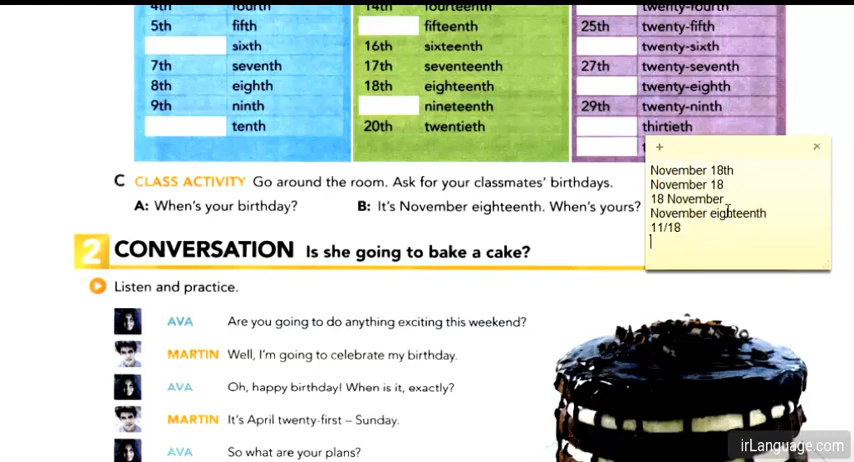 4th fourth
5th fifth
sixth
7th seventh
8th eighth
9th ninth
tenth
14th fourteenth
fifteenth
16th sixteenth
17th seventeenth
18th eighteenth
nineteenth
20th twentieth
twenty-fourth
25th twenty-fifth
twenty-sixth
27th twenty-seventh
twenty-eighth
29th twenty-ninth
thirtieth
+ ×
November 18th
November 18
18 November
November eighteenth
11/18
C CLASS ACTIVITY Go around the room. Ask for your classmates' birthdays.
A: When's your birthday? B: It's November eighteenth. When's yours?
2 CONVERSATION Is she going to bake a cake?
Listen and practice.
AVA Are you going to do anything exciting this weekend?
MARTIN Well, I'm going to celebrate my birthday.
AVA Oh, happy birthday! When is it, exactly?
MARTIN It's April twenty-first – Sunday.
AVA So what are your plans?
irLanguage.com